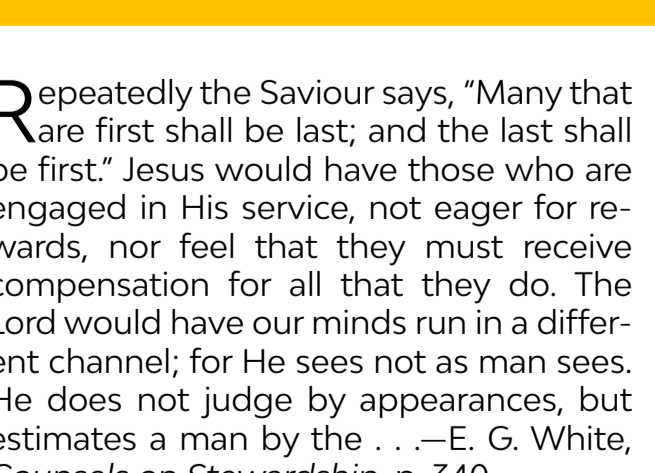 Repeatedly the Saviour says, “Many that
are first shall be last; and the last shall
be first.” Jesus would have those who are
engaged in His service, not eager for re-
wards, nor feel that they must receive
compensation for all that they do. The
Lord would have our minds run in a differ-
ent channel; for He sees not as man sees.
He does not judge by appearances, but
estimates a man by the . . .—E. G. White,
Counsels on Stewardship, p. 340